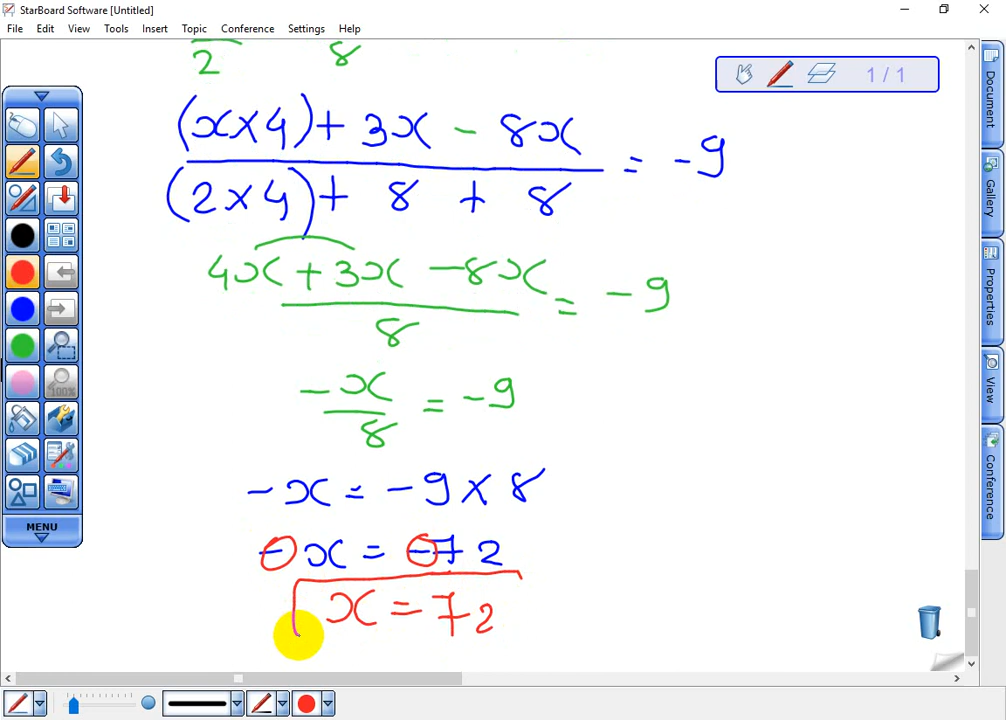 StarBoard Software [Untitled]
File Edit View Tools Insert Topic Conference Settings Help
2 8
1 / 1
(x×4)+ 3x - 8x
(2×4)+ 8 + 8 = -9
4x + 3x -8x
8 = -9
-x
8 = -9
-x = -9 × 8
-x = -72
x = 72
100%
MENU
Document
Gallery
Properties
View
Conference